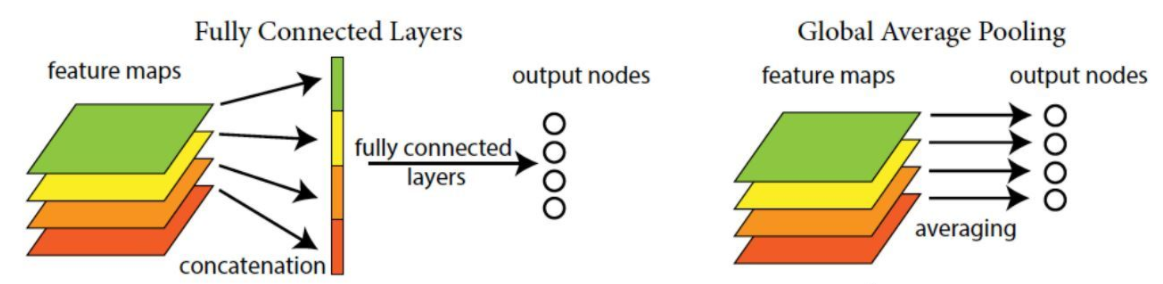 Fully Connected Layers
feature maps
output nodes
fully connected
layers
concatenation
Global Average Pooling
feature maps
output nodes
averaging